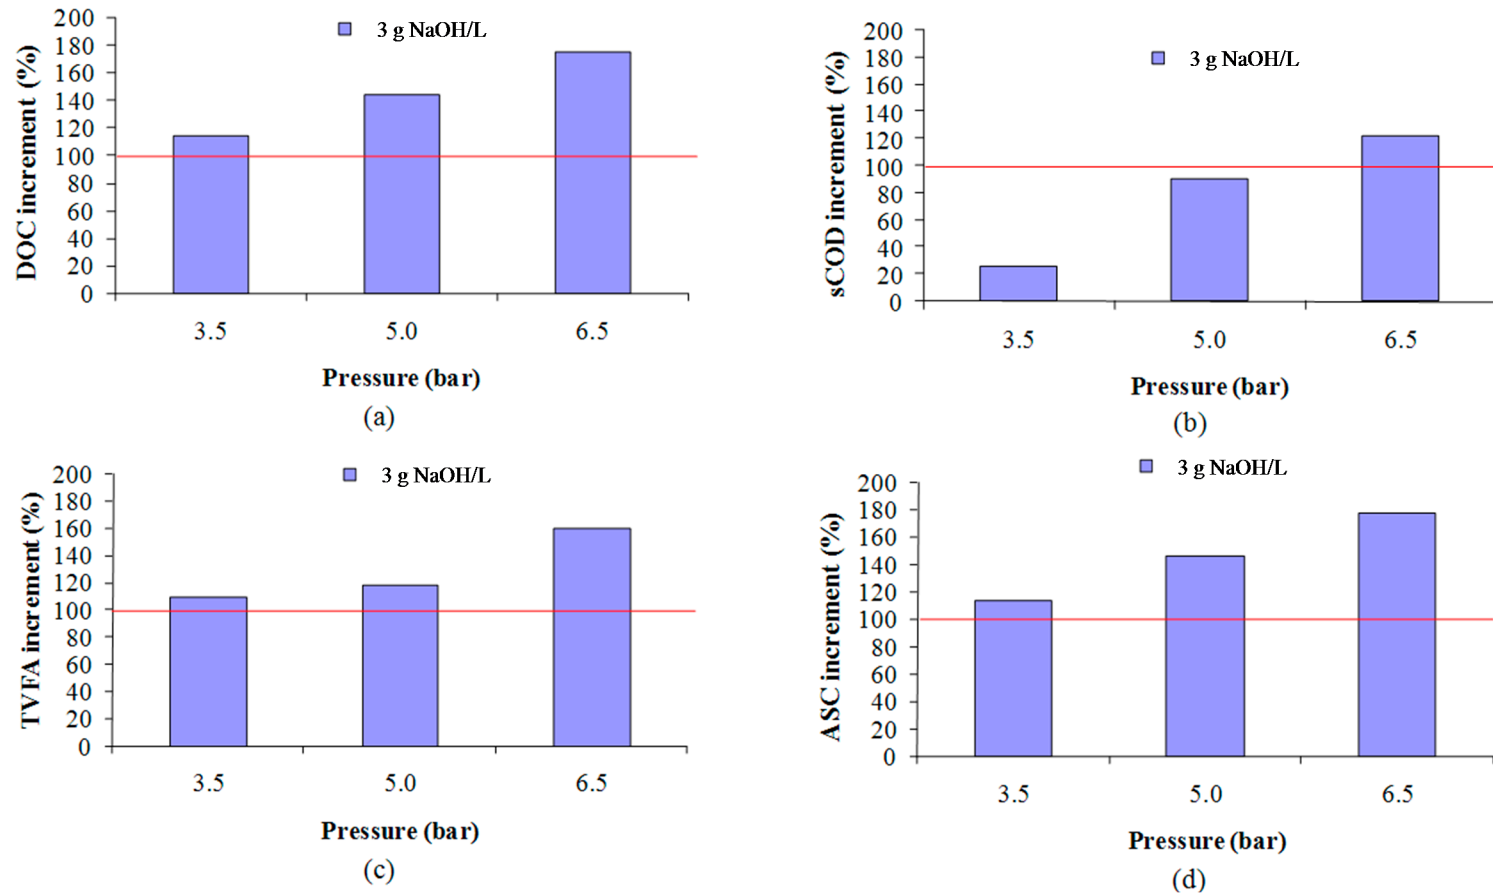 DOC increment (%)
200
180
160
140
120
100
80
60
40
20
0
3 g NaOH/L
3.5 5.0 6.5
Pressure (bar)
(a)
sCOD increment (%)
200
180
160
140
120
100
80
60
40
20
0
3 g NaOH/L
3.5 5.0 6.5
Pressure (bar)
(b)
TVFA increment (%)
200
180
160
140
120
100
80
60
40
20
0
3 g NaOH/L
3.5 5.0 6.5
Pressure (bar)
(c)
ASC increment (%)
200
180
160
140
120
100
80
60
40
20
0
3 g NaOH/L
3.5 5.0 6.5
Pressure (bar)
(d)